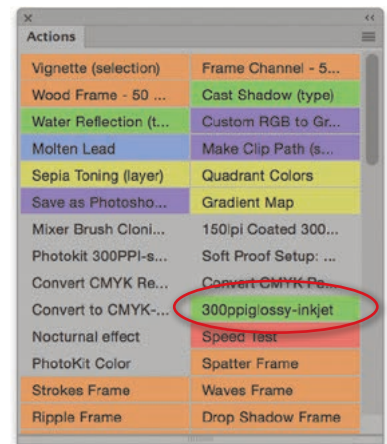 Actions
Vignette (selection) Frame Channel - 5...
Wood Frame - 50 ... Cast Shadow (type)
Water Reflection (t... Custom RGB to Gr...
Molten Lead Make Clip Path (s...
Sepia Toning (layer) Quadrant Colors
Save as Photosho... Gradient Map
Mixer Brush Cloni... 150lpi Coated 300...
Photokit 300PPI-s... Soft Proof Setup: ...
Convert CMYK Re... Convert CMYK Re...
Convert to CMYK-... 300ppiglossy-inkjet
Nocturnal effect Speed Test
PhotoKit Color Spatter Frame
Strokes Frame Waves Frame
Ripple Frame Drop Shadow Frame